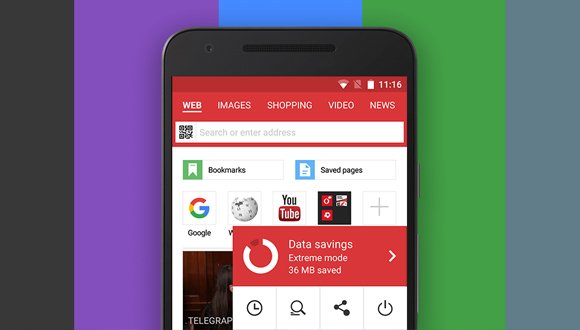 11:16
WEB IMAGES SHOPPING VIDEO NEWS
Search or enter address
Bookmarks Saved pages
You
Tube
Google W
Data savings
Extreme mode
36 MB saved
.TELEGRAP